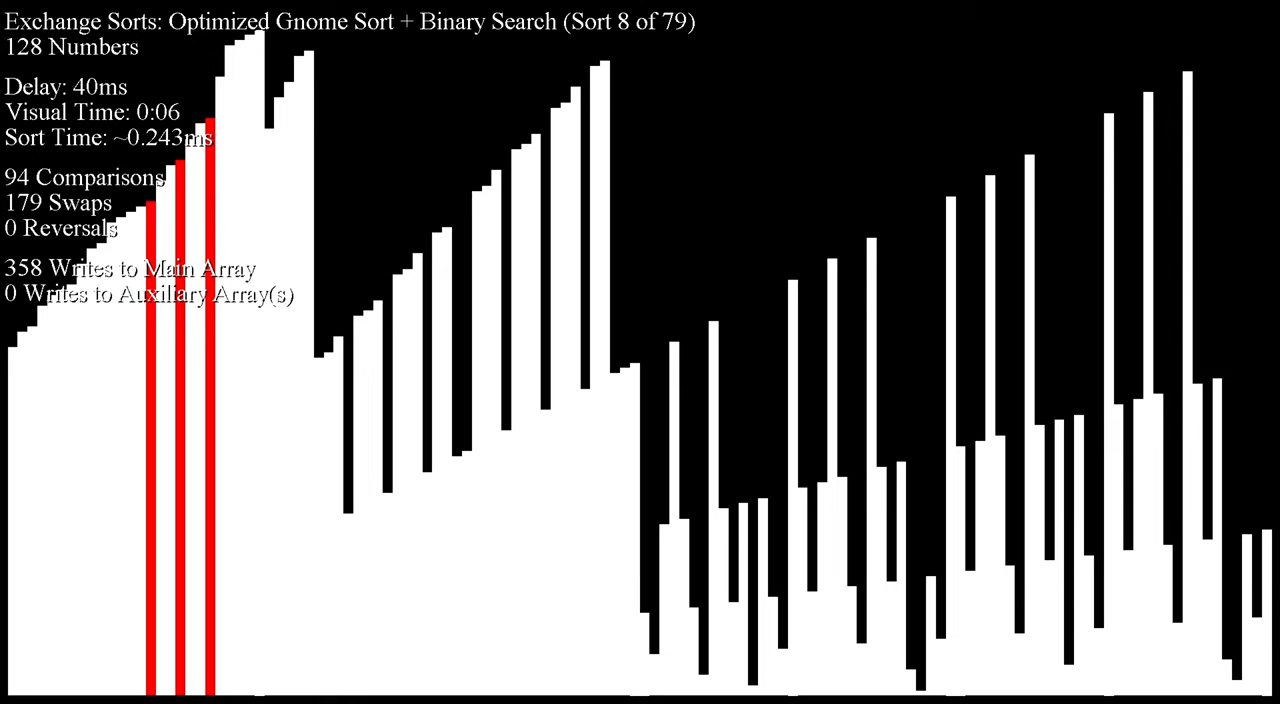 Exchange Sorts: Optimized Gnome Sort + Binary Search (Sort 8 of 79)
128 Numbers
Delay: 40ms
Visual Time: 0:06
Sort Time: ~0.243ms
94 Comparisons
179 Swaps
0 Reversals
358 Writes to Main Array
0 Writes to Auxiliary Array(s)